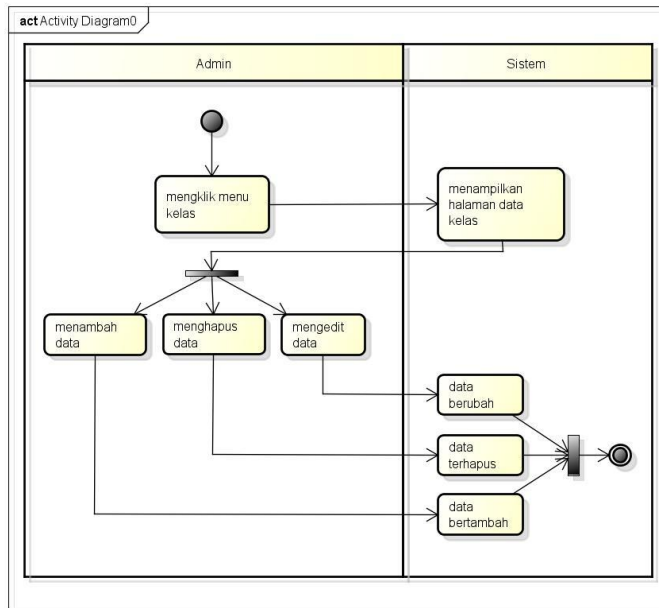 act Activity Diagram0
Admin
Sistem
mengklik menu
kelas
menampilkan
halaman data
kelas
menambah
data
menghapus
data
mengedit
data
data
berubah
data
terhapus
data
bertambah